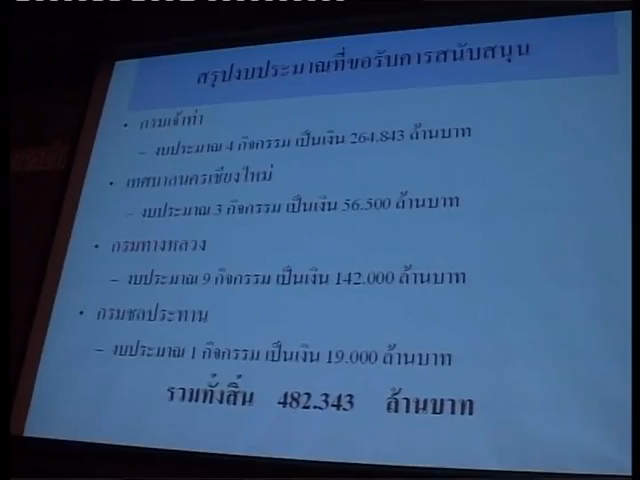 สรุปงบประมาณที่ขอรับการสนับสนุน
• กรมเจ้าท่า
– งบประมาณ 4 กิจกรรม เป็นเงิน 264.843 ล้านบาท
• เทศบาลนครเชียงใหม่
– งบประมาณ 3 กิจกรรม เป็นเงิน 56.500 ล้านบาท
• กรมทางหลวง
– งบประมาณ 9 กิจกรรม เป็นเงิน 142.000 ล้านบาท
• กรมชลประทาน
– งบประมาณ 1 กิจกรรม เป็นเงิน 19.000 ล้านบาท
รวมทั้งสิ้น 482.343 ล้านบาท